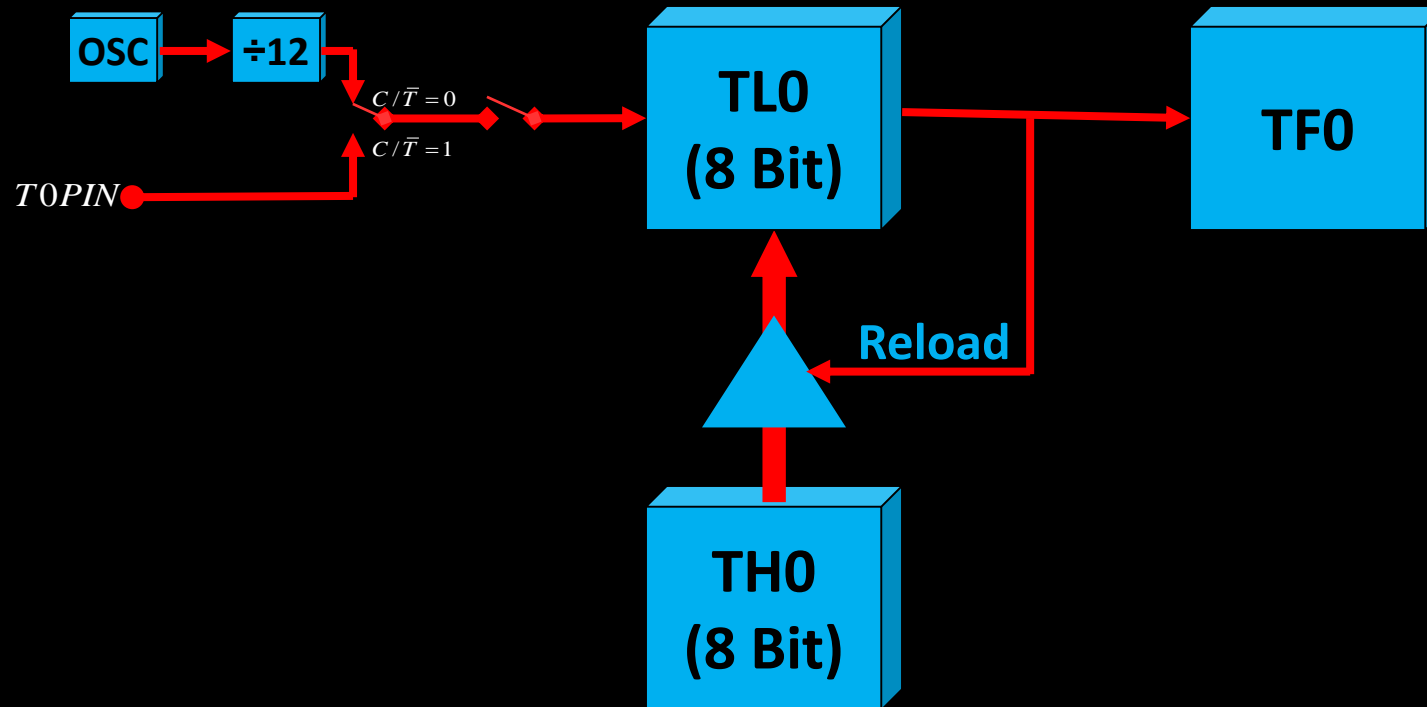 OSC
÷12
C/T̅=0
C/T̅=1
T0PIN
TL0
(8 Bit)
TF0
Reload
TH0
(8 Bit)